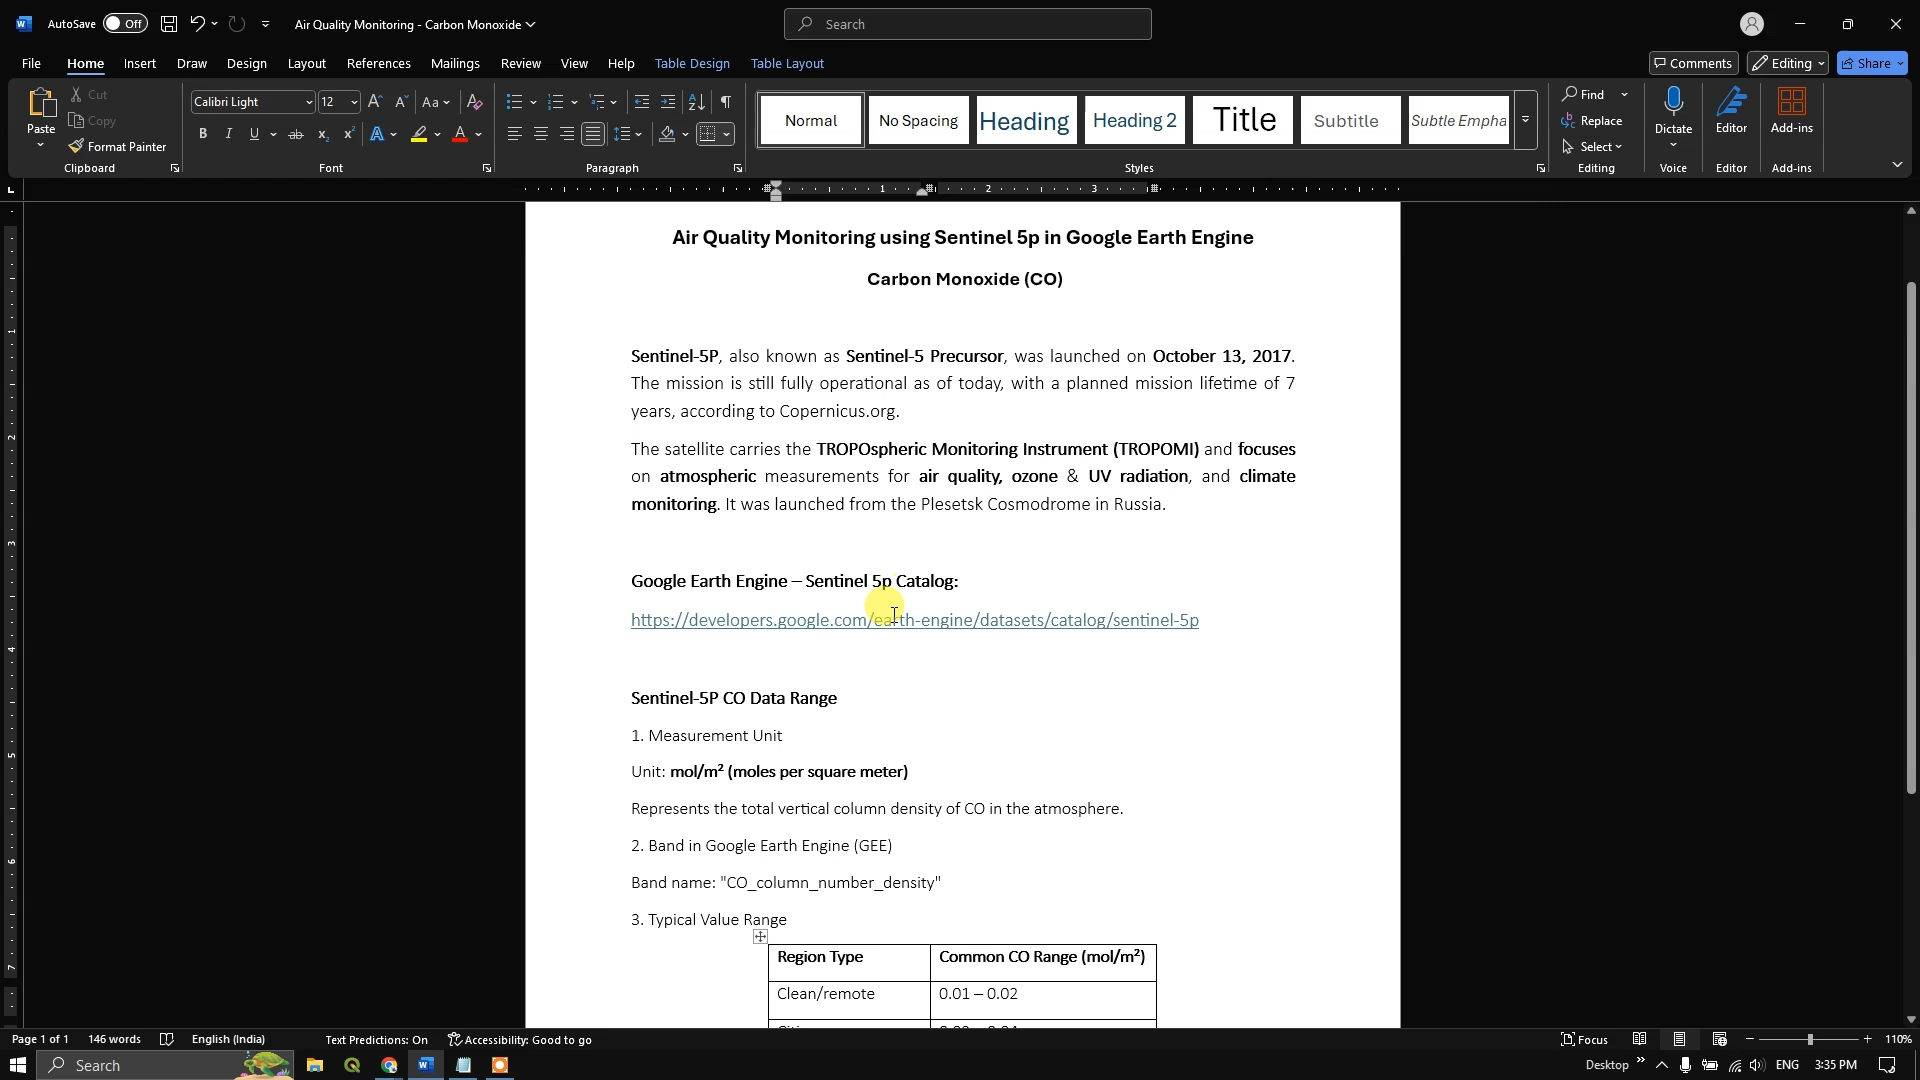 AutoSave Off Air Quality Monitoring - Carbon Monoxide Search
File Home Insert Draw Design Layout References Mailings Review View Help Table Design Table Layout Comments Editing Share
Paste Cut Copy Format Painter Clipboard
Calibri Light 12 Aa Font
Paragraph
Normal No Spacing Heading Heading 2 Title Subtitle Subtle Empha Styles
Find Replace Select Editing
Dictate Voice
Editor Editor
Add-ins Add-ins
Air Quality Monitoring using Sentinel 5p in Google Earth Engine
Carbon Monoxide (CO)
Sentinel-5P, also known as Sentinel-5 Precursor, was launched on October 13, 2017.
The mission is still fully operational as of today, with a planned mission lifetime of 7
years, according to Copernicus.org.
The satellite carries the TROPOspheric Monitoring Instrument (TROPOMI) and focuses
on atmospheric measurements for air quality, ozone & UV radiation, and climate
monitoring. It was launched from the Plesetsk Cosmodrome in Russia.
Google Earth Engine – Sentinel 5p Catalog:
https://developers.google.com/earth-engine/datasets/catalog/sentinel-5p
Sentinel-5P CO Data Range
1. Measurement Unit
Unit: mol/m² (moles per square meter)
Represents the total vertical column density of CO in the atmosphere.
2. Band in Google Earth Engine (GEE)
Band name: "CO_column_number_density"
3. Typical Value Range
Region Type Common CO Range (mol/m²)
Clean/remote 0.01 – 0.02
Page 1 of 1 146 words English (India) Text Predictions: On Accessibility: Good to go Focus 110%
Search Desktop ENG 3:35 PM